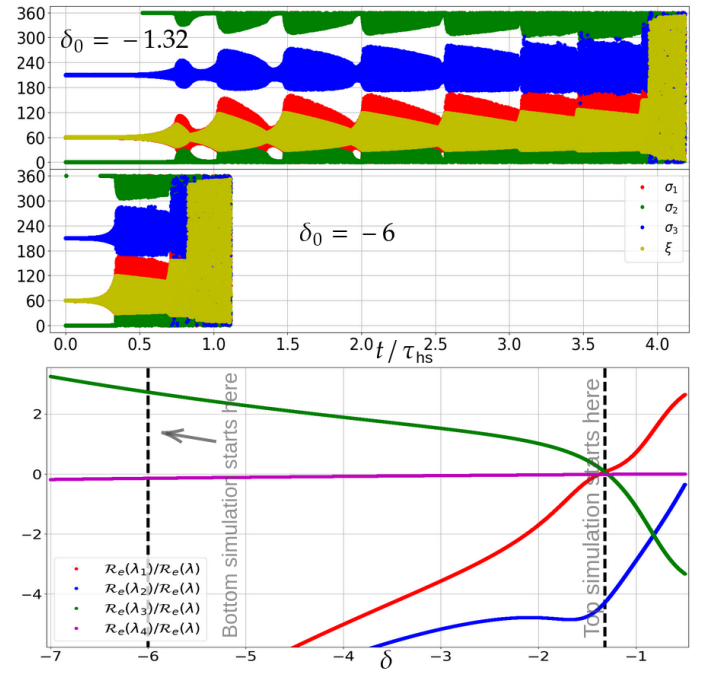 360
300
240
180
120
60
0
δ₀ = −1.32
360
300
240
180
120
60
0
δ₀ = −6
σ₁
σ₂
σ₃
ξ
0.0 0.5 1.0 1.5 2.0 2.5 3.0 3.5 4.0
t/τhs
2
0
−2
−4
Bottom simulation starts here
Top simulation starts here
ℛₑ(λ₁)/ℛₑ(λ)
ℛₑ(λ₂)/ℛₑ(λ)
ℛₑ(λ₃)/ℛₑ(λ)
ℛₑ(λ₄)/ℛₑ(λ)
−7 −6 −5 −4 −3 −2 −1
δ